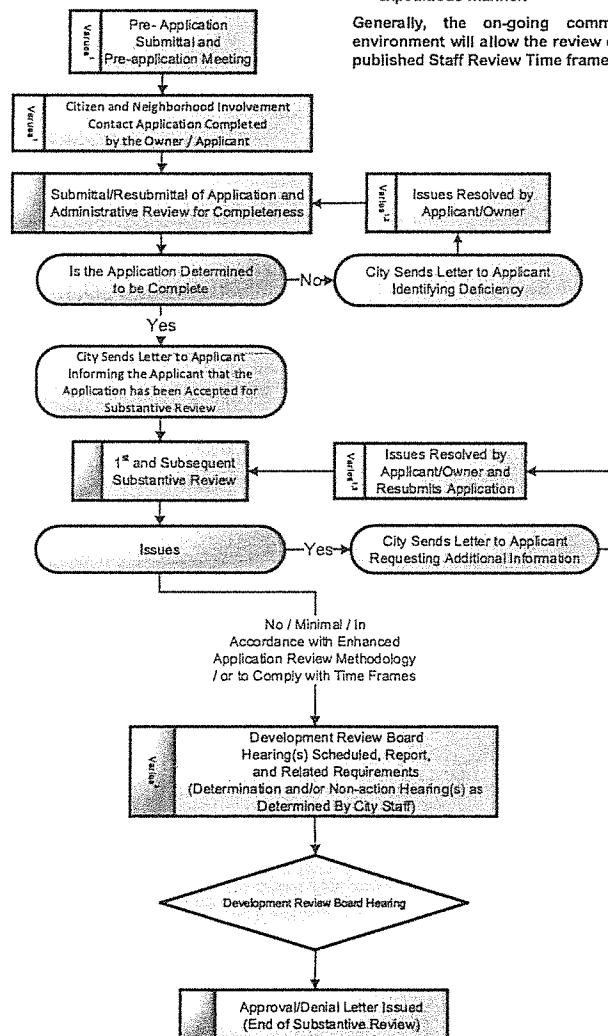 expeditious manner.
Generally, the on-going comm
environment will allow the review
published Staff Review Time frame
Pre- Application
Submittal and
Pre-application Meeting
Citizen and Neighborhood Involvement
Contact Application Completed
by the Owner / Applicant
Submittal/Resubmittal of Application and
Administrative Review for Completeness
Varies1,2
Issues Resolved by
Applicant/Owner
Is the Application Determined
to be Complete
No
City Sends Letter to Applicant
Identifying Deficiency
Yes
City Sends Letter to Applicant
Informing the Applicant that the
Application has been Accepted for
Substantive Review
1st and Subsequent
Substantive Review
Issues Resolved by
Applicant/Owner and
Resubmits Application
Issues
Yes
City Sends Letter to Applicant
Requesting Additional Information
No / Minimal / In
Accordance with Enhanced
Application Review Methodology
/ or to Comply with Time Frames
Development Review Board
Hearing(s) Scheduled, Report,
and Related Requirements
(Determination and/or Non-action Hearing(s) as
Determined By City Staff)
Development Review Board Hearing
Approval/Denial Letter Issued
(End of Substantive Review)